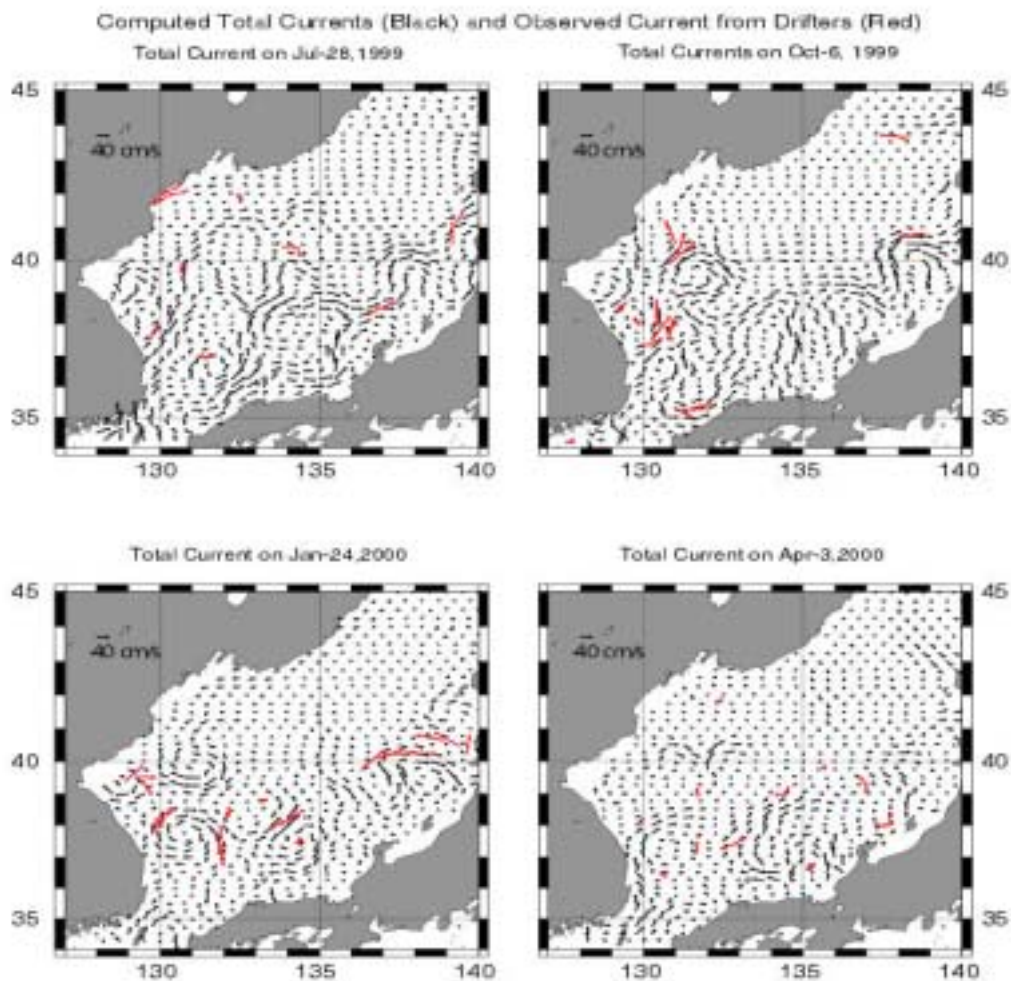 Computed Total Currents (Black) and Observed Current from Drifters (Red)
Total Current on Jul-28,1999
Total Currents on Oct-6, 1999
45
40 cm/s
40
35
130 135 140
45
40 cm/s
40
35
130 135 140
Total Current on Jan-24,2000
Total Current on Apr-3,2000
45
40 cm/s
40
35
130 135 140
45
40 cm/s
40
35
130 135 140